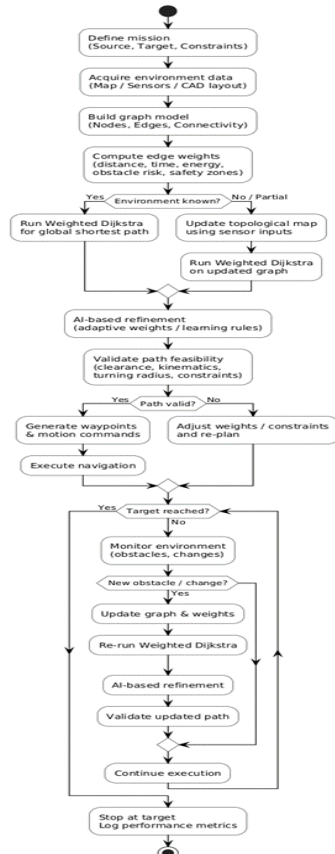 Define mission
(Source, Target, Constraints)
Acquire environment data
(Map / Sensors / CAD layout)
Build graph model
(Nodes, Edges, Connectivity)
Compute edge weights
(distance, time, energy,
obstacle risk, safety zones)
Yes
Environment known?
No / Partial
Run Weighted Dijkstra
for global shortest path
Update topological map
using sensor inputs
Run Weighted Dijkstra
on updated graph
AI-based refinement
(adaptive weights / learning rules)
Validate path feasibility
(clearance, kinematics,
turning radius, constraints)
Yes
Path valid?
No
Generate waypoints
& motion commands
Execute navigation
Adjust weights / constraints
and re-plan
Yes
Target reached?
No
Monitor environment
(obstacles, changes)
New obstacle / change?
Yes
Update graph & weights
Re-run Weighted Dijkstra
AI-based refinement
Validate updated path
Continue execution
Stop at target
Log performance metrics